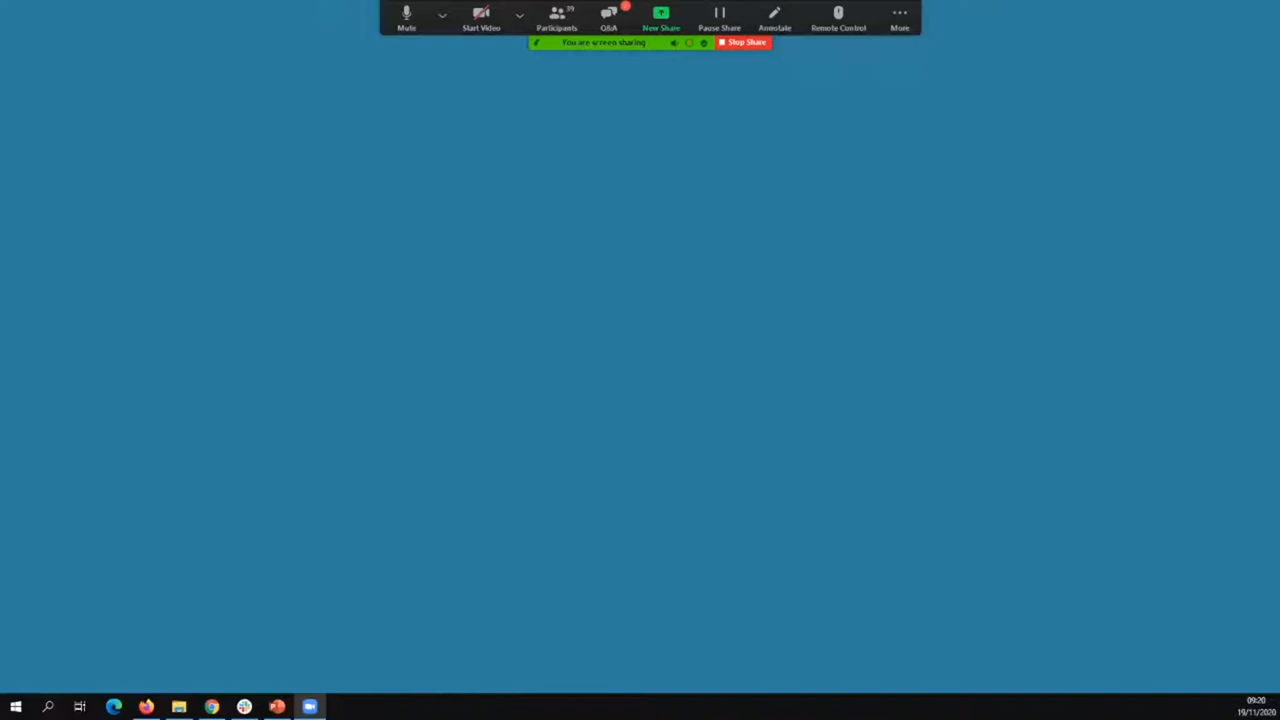 39
Mute Start Video Participants Q&A New Share Pause Share Annotate Remote Control More
You are screen sharing Stop Share
09:20
19/11/2020